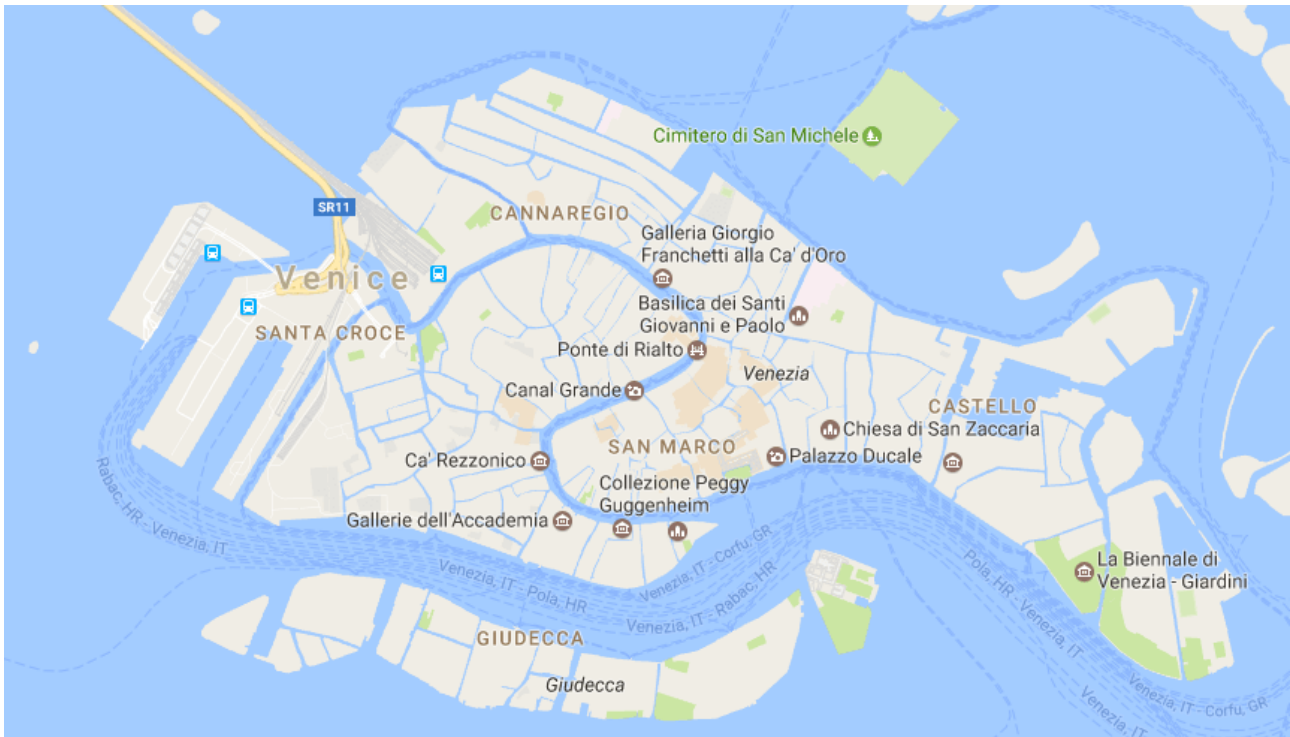 Cimitero di San Michele
SR11
CANNAREGIO
Galleria Giorgio
Franchetti alla Ca' d'Oro
Venice
Basilica dei Santi
Giovanni e Paolo
SANTA CROCE
Ponte di Rialto
Venezia
Canal Grande
CASTELLO
Chiesa di San Zaccaria
SAN MARCO
Palazzo Ducale
Ca' Rezzonico
Collezione Peggy
Guggenheim
Rabac, HR - Venezia, IT
Gallerie dell'Accademia
Venezia, IT - Pola, HR
Venezia, IT - Corfu, GR
Venezia, IT - Rabac, HR
La Biennale di
Venezia - Giardini
Pola, HR - Venezia, IT
GIUDECCA
Giudecca
Venezia, IT - Corfu, GR
Venezia, IT